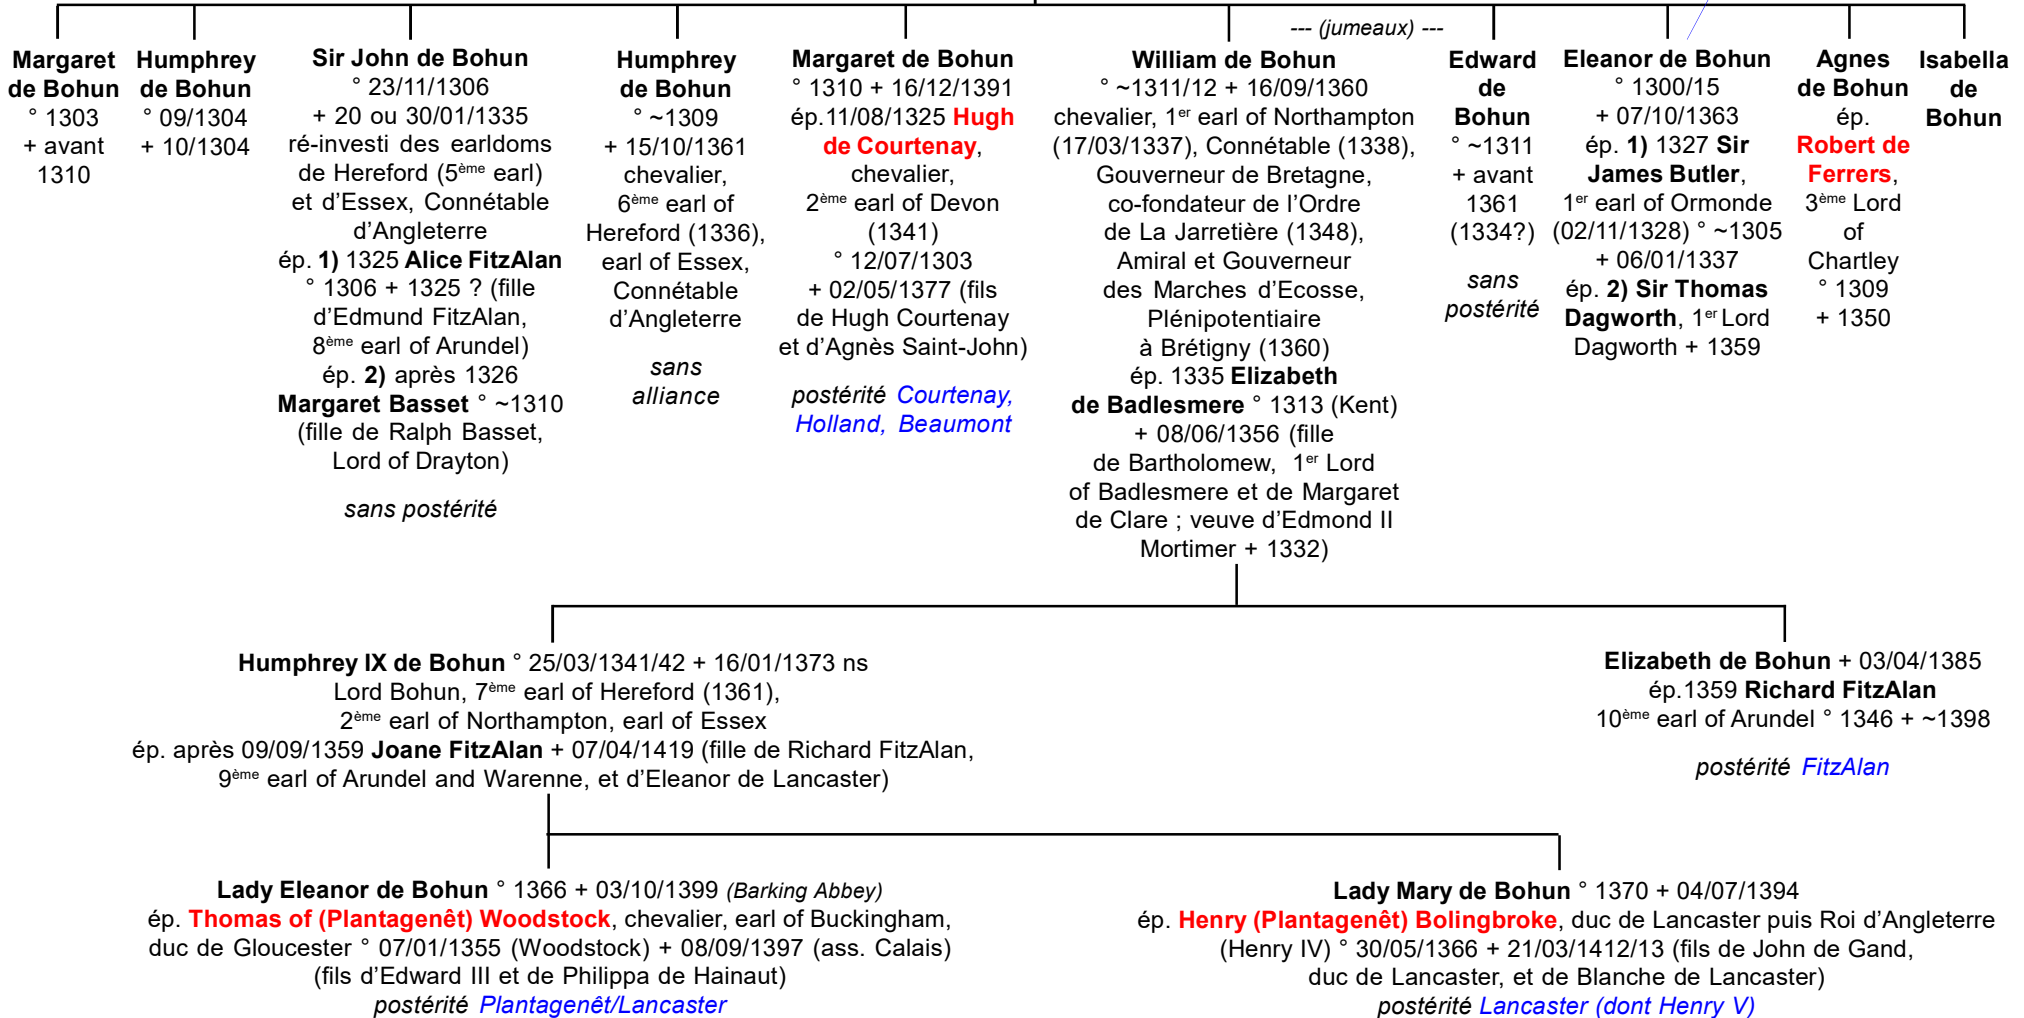 --- (jumeaux) ---
Margaret
de Bohun
° 1303
+ avant
1310
Humphrey
de Bohun
° 09/1304
+ 10/1304
Sir John de Bohun
° 23/11/1306
+ 20 ou 30/01/1335
ré-investi des earldoms
de Hereford (5ème earl)
et d’Essex, Connétable
d’Angleterre
ép. 1) 1325 Alice FitzAlan
° 1306 + 1325 ? (fille
d’Edmund FitzAlan,
8ème earl of Arundel)
ép. 2) après 1326
Margaret Basset ° ~1310
(fille de Ralph Basset,
Lord of Drayton)
sans postérité
Humphrey
de Bohun
° ~1309
+ 15/10/1361
chevalier,
6ème earl of
Hereford (1336),
earl of Essex,
Connétable
d’Angleterre
sans
alliance
Margaret de Bohun
° 1310 + 16/12/1391
ép.11/08/1325 Hugh
de Courtenay,
chevalier,
2ème earl of Devon
(1341)
° 12/07/1303
+ 02/05/1377 (fils
de Hugh Courtenay
et d’Agnès Saint-John)
postérité Courtenay,
Holland, Beaumont
William de Bohun
° ~1311/12 + 16/09/1360
chevalier, 1er earl of Northampton
(17/03/1337), Connétable (1338),
Gouverneur de Bretagne,
co-fondateur de l’Ordre
de La Jarretière (1348),
Amiral et Gouverneur
des Marches d’Ecosse,
Plénipotentiaire
à Brétigny (1360)
ép. 1335 Elizabeth
de Badlesmere ° 1313 (Kent)
+ 08/06/1356 (fille
de Bartholomew, 1er Lord
of Badlesmere et de Margaret
de Clare ; veuve d’Edmond II
Mortimer + 1332)
Edward
de
Bohun
° ~1311
+ avant
1361
(1334?)
sans
postérité
Eleanor de Bohun
° 1300/15
+ 07/10/1363
ép. 1) 1327 Sir
James Butler,
1er earl of Ormonde
(02/11/1328) ° ~1305
+ 06/01/1337
ép. 2) Sir Thomas
Dagworth, 1er Lord
Dagworth + 1359
Agnes
de Bohun
ép.
Robert de
Ferrers,
3ème Lord
of
Chartley
° 1309
+ 1350
Isabella
de
Bohun
Humphrey IX de Bohun ° 25/03/1341/42 + 16/01/1373 ns
Lord Bohun, 7ème earl of Hereford (1361),
2ème earl of Northampton, earl of Essex
ép. après 09/09/1359 Joane FitzAlan + 07/04/1419 (fille de Richard FitzAlan,
9ème earl of Arundel and Warenne, et d’Eleanor de Lancaster)
Elizabeth de Bohun + 03/04/1385
ép.1359 Richard FitzAlan
10ème earl of Arundel ° 1346 + ~1398
postérité FitzAlan
Lady Eleanor de Bohun ° 1366 + 03/10/1399 (Barking Abbey)
ép. Thomas of (Plantagenêt) Woodstock, chevalier, earl of Buckingham,
duc de Gloucester ° 07/01/1355 (Woodstock) + 08/09/1397 (ass. Calais)
(fils d’Edward III et de Philippa de Hainaut)
postérité Plantagenêt/Lancaster
Lady Mary de Bohun ° 1370 + 04/07/1394
ép. Henry (Plantagenêt) Bolingbroke, duc de Lancaster puis Roi d’Angleterre
(Henry IV) ° 30/05/1366 + 21/03/1412/13 (fils de John de Gand,
duc de Lancaster, et de Blanche de Lancaster)
postérité Lancaster (dont Henry V)